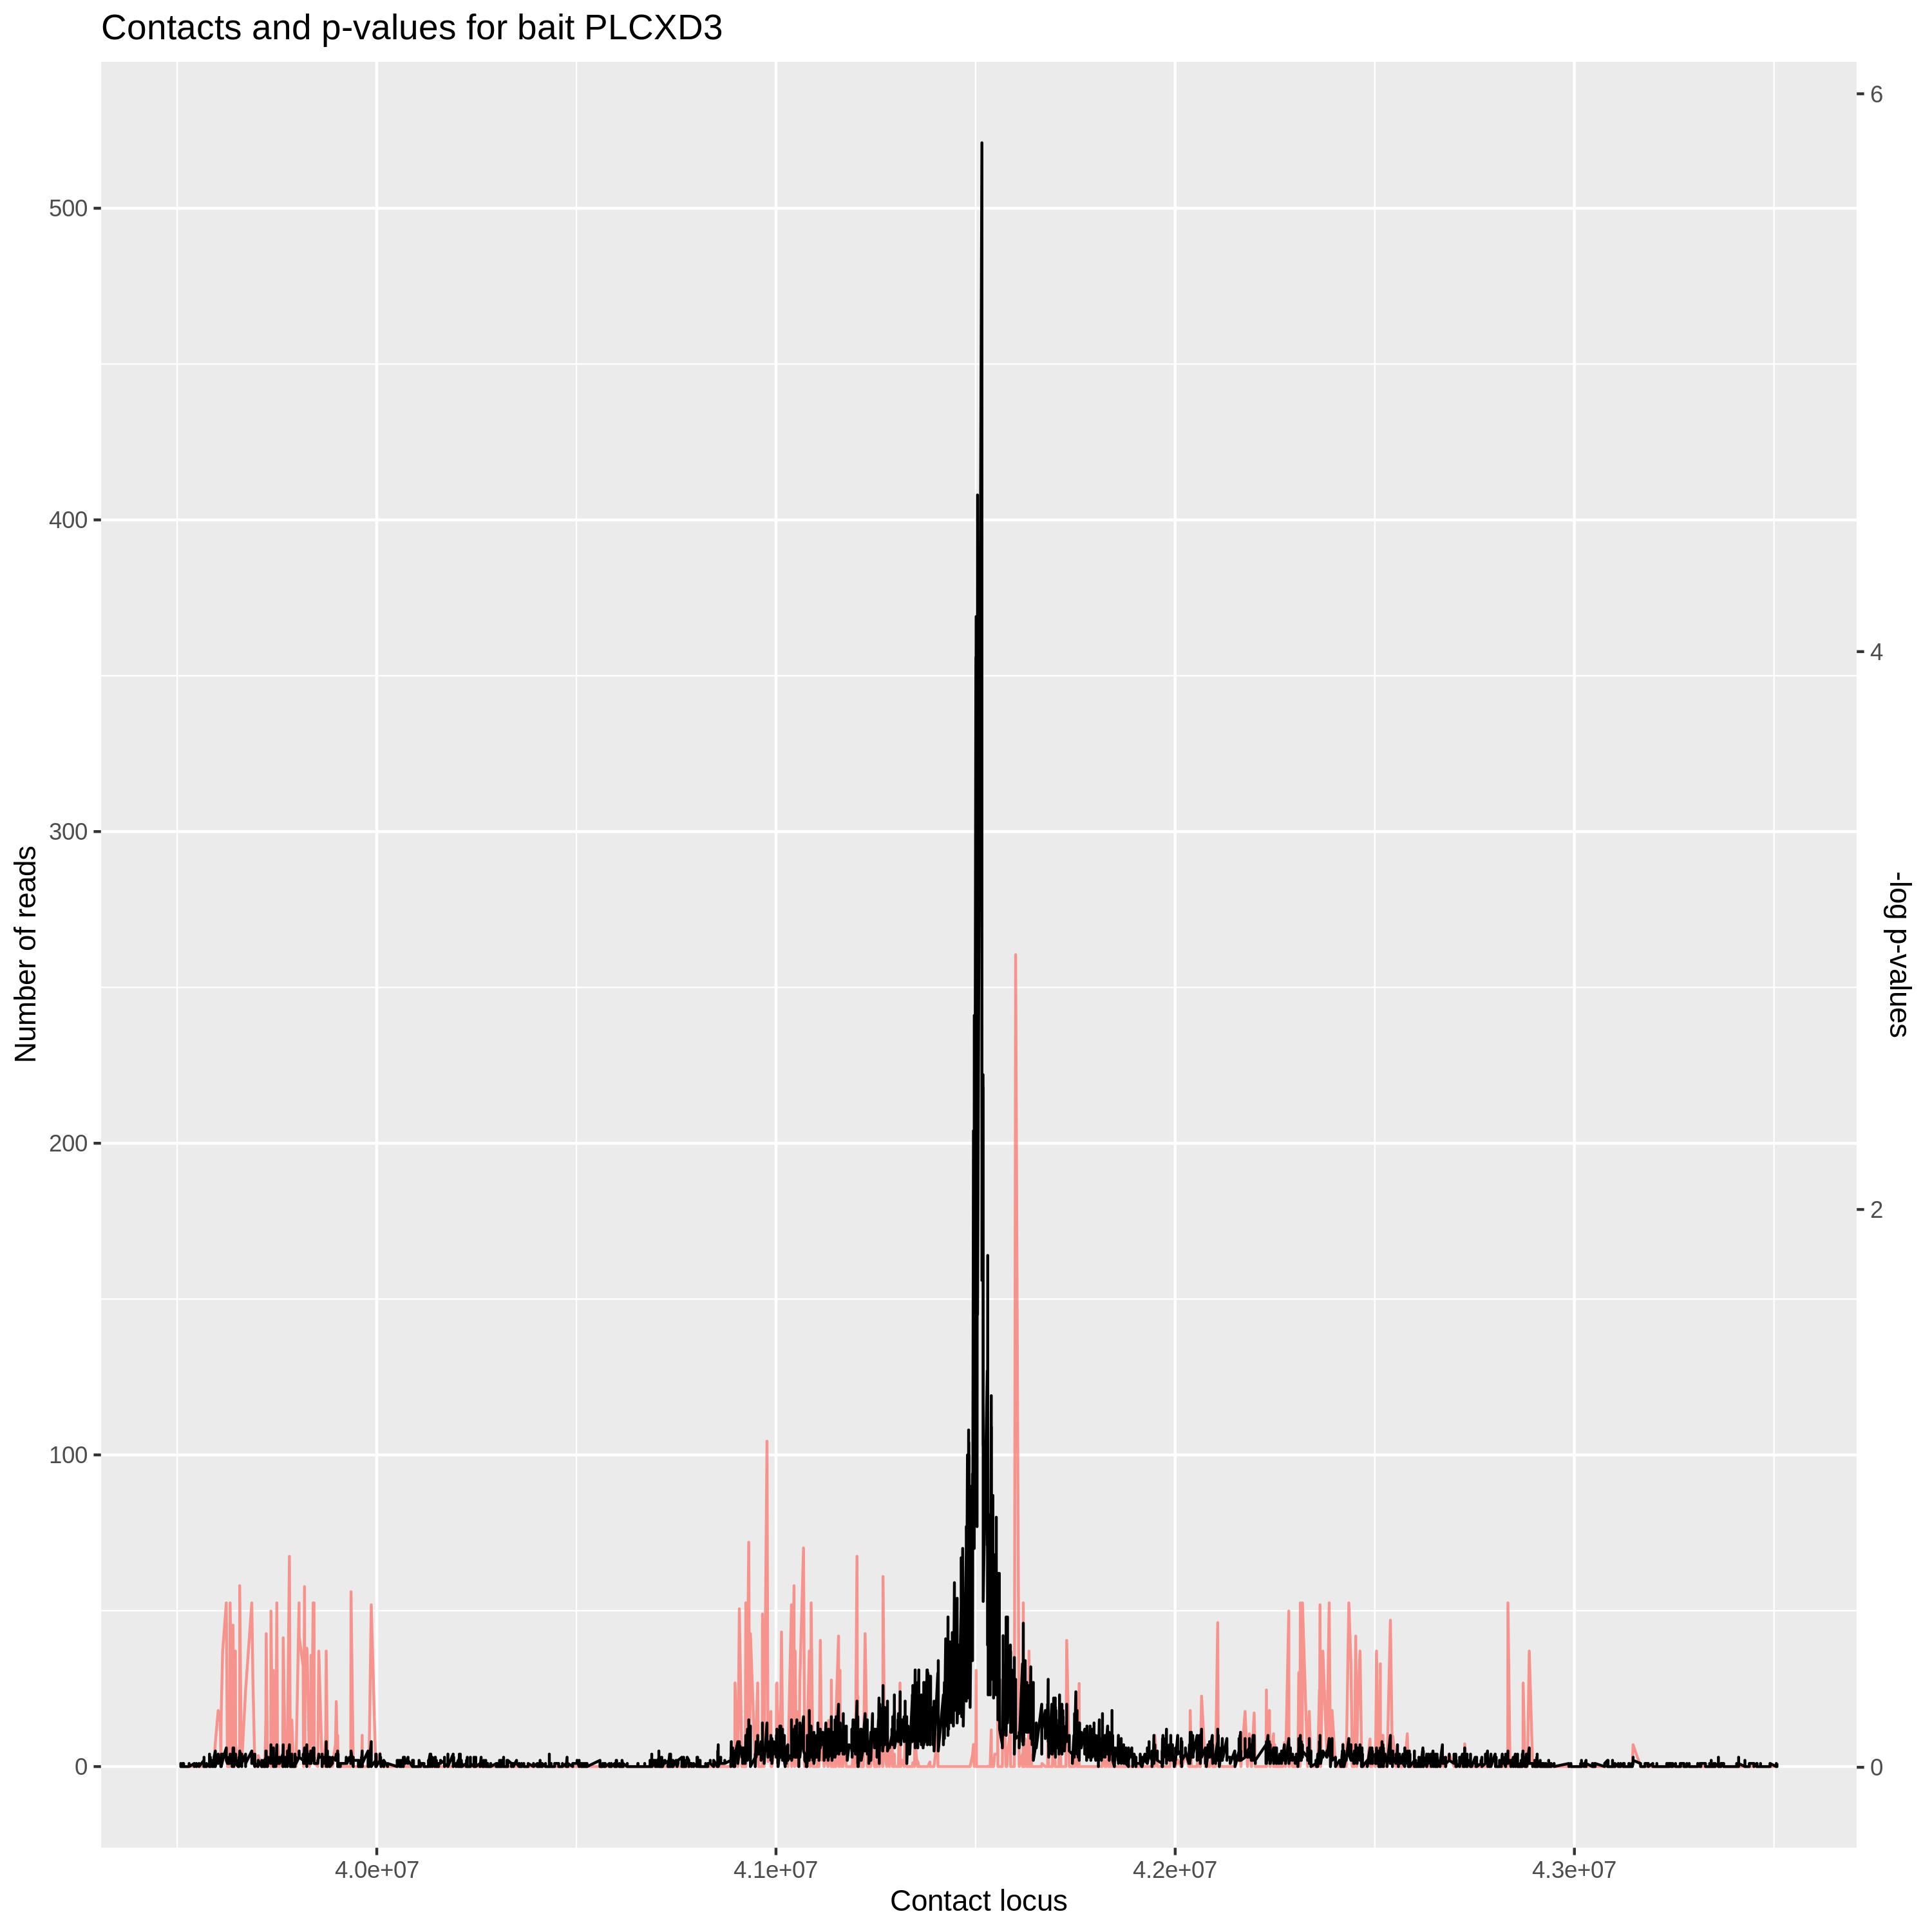 Contacts and p-values for bait PLCXD3
6
500
400
4
300
Number of reads
-log p-values
200
2
100
0
0
4.0e+07
4.1e+07
4.2e+07
4.3e+07
Contact locus